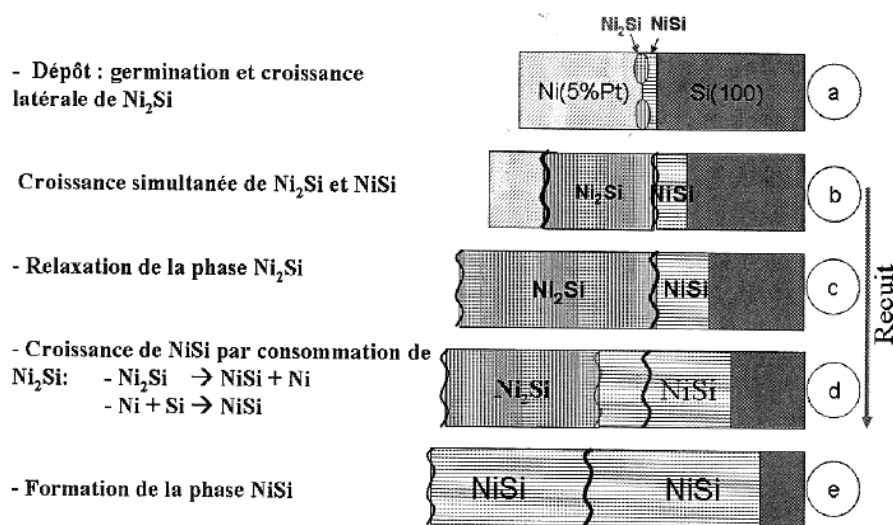 Ni₂Si NiSi
- Dépôt : germination et croissance
latérale de Ni₂Si
Ni(5%Pt) Si(100) a
Croissance simultanée de Ni₂Si et NiSi
Ni₂Si NiSi b
- Relaxation de la phase Ni₂Si
Ni₂Si NiSi c
- Croissance de NiSi par consommation de
Ni₂Si: - Ni₂Si → NiSi + Ni
- Ni + Si → NiSi
Ni₂Si NiSi d
- Formation de la phase NiSi
NiSi NiSi e
Recuit